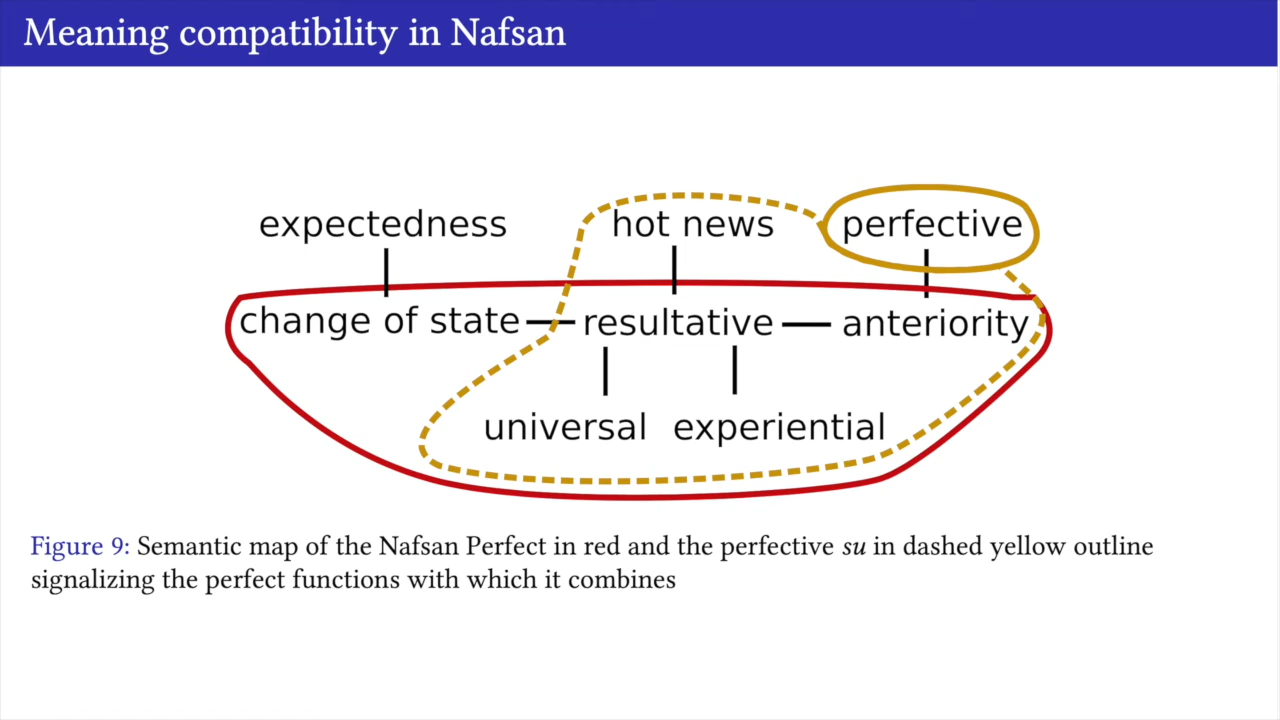 Meaning compatibility in Nafsan
expectedness hot news perfective
change of state resultative anteriority
universal experiential
Figure 9: Semantic map of the Nafsan Perfect in red and the perfective su in dashed yellow outline
signalizing the perfect functions with which it combines